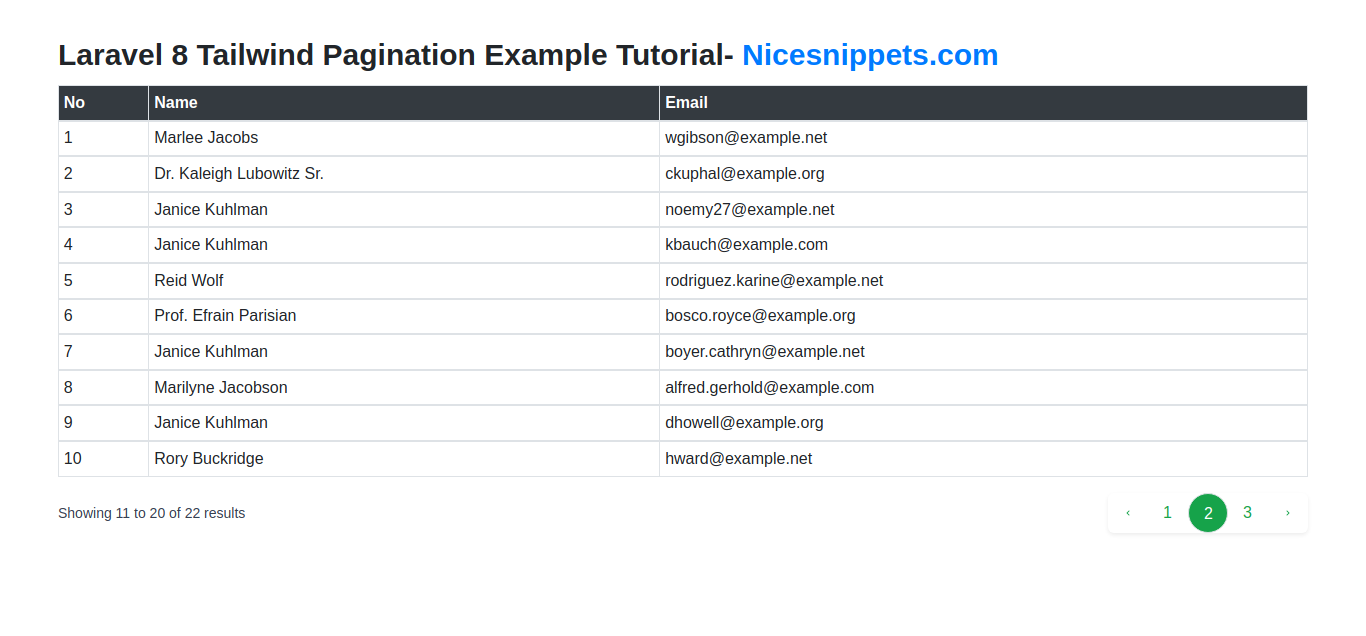 Laravel 8 Tailwind Pagination Example Tutorial- Nicesnippets.com
No Name Email
1 Marlee Jacobs wgibson@example.net
2 Dr. Kaleigh Lubowitz Sr. ckuphal@example.org
3 Janice Kuhlman noemy27@example.net
4 Janice Kuhlman kbauch@example.com
5 Reid Wolf rodriguez.karine@example.net
6 Prof. Efrain Parisian bosco.royce@example.org
7 Janice Kuhlman boyer.cathryn@example.net
8 Marilyne Jacobson alfred.gerhold@example.com
9 Janice Kuhlman dhowell@example.org
10 Rory Buckridge hward@example.net
Showing 11 to 20 of 22 results ‹ 1 2 3 ›